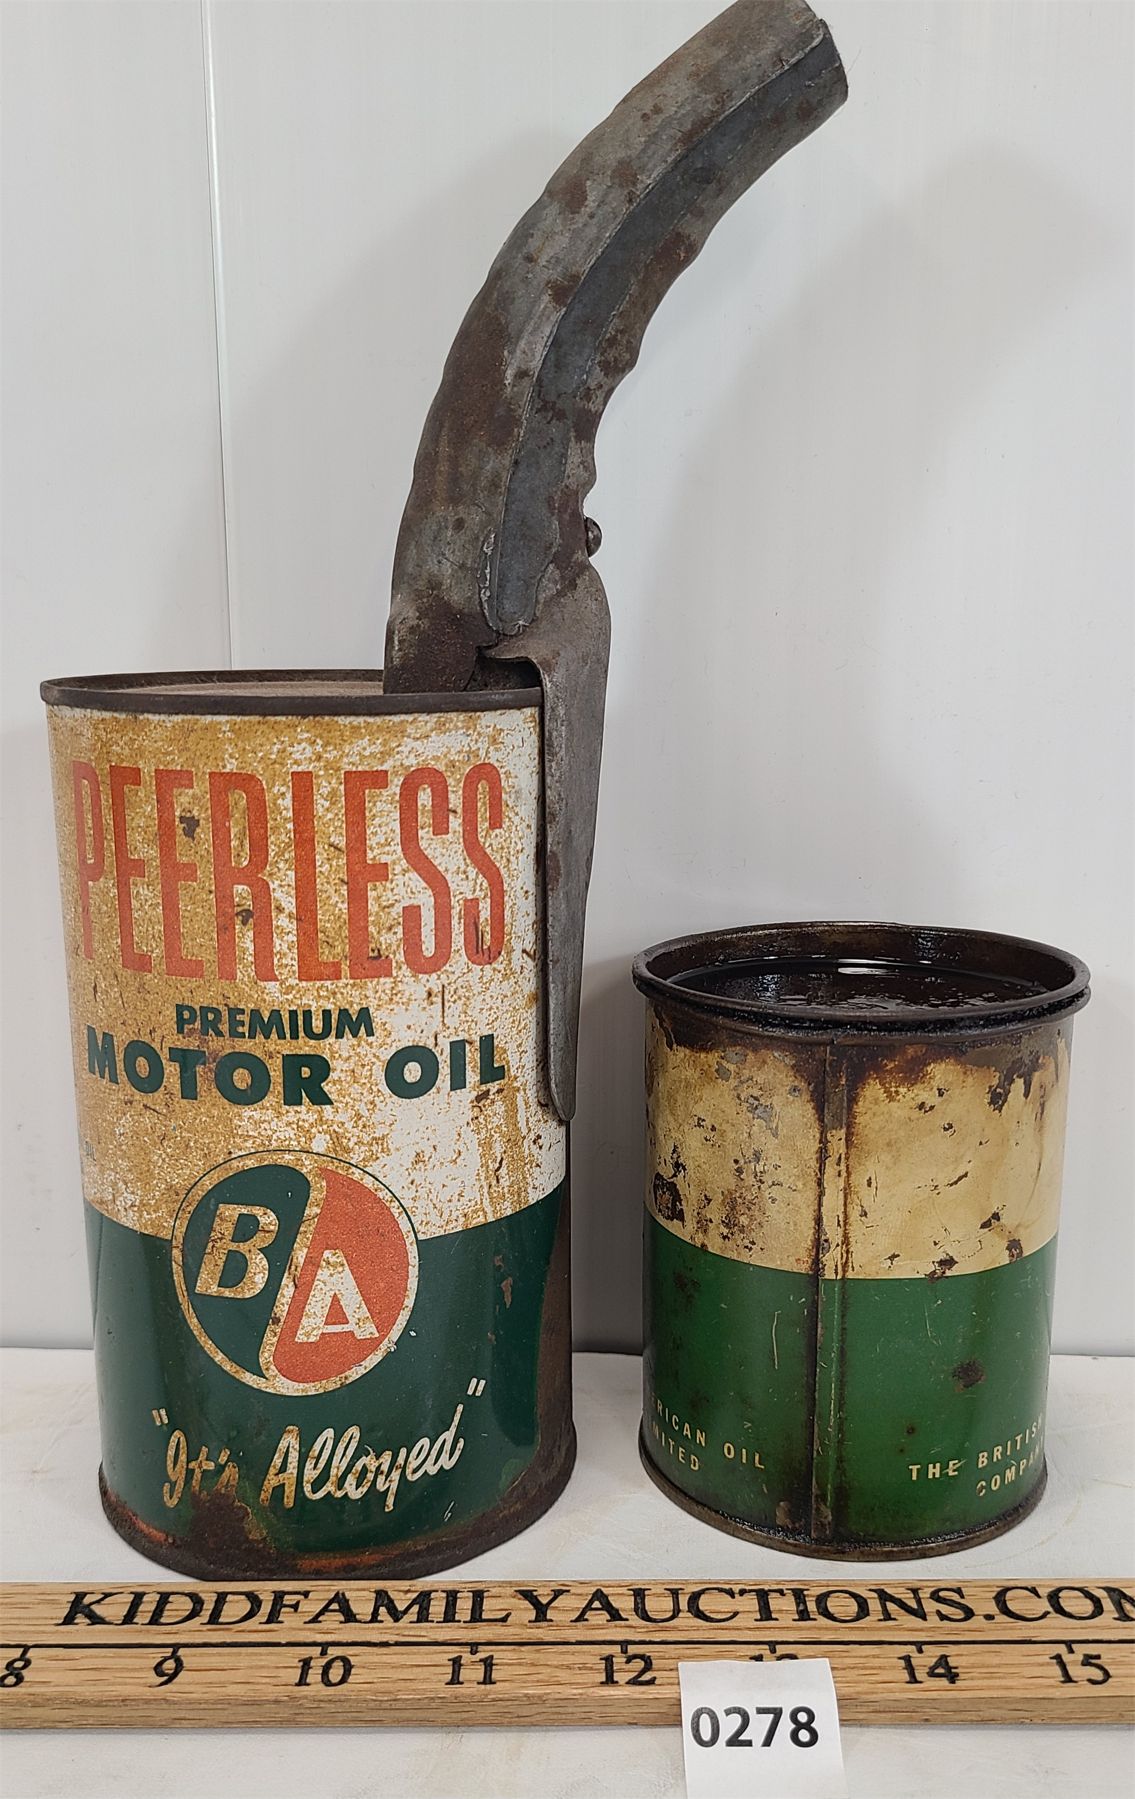 PEERLESS
PREMIUM
MOTOR OIL
B A
"It's Alloyed"
RICAN OIL
MITED
THE BRITISH
COMPAN
KIDDFAMILYAUCTIONS.COM
8 9 10 11 12 13 14 15
0278